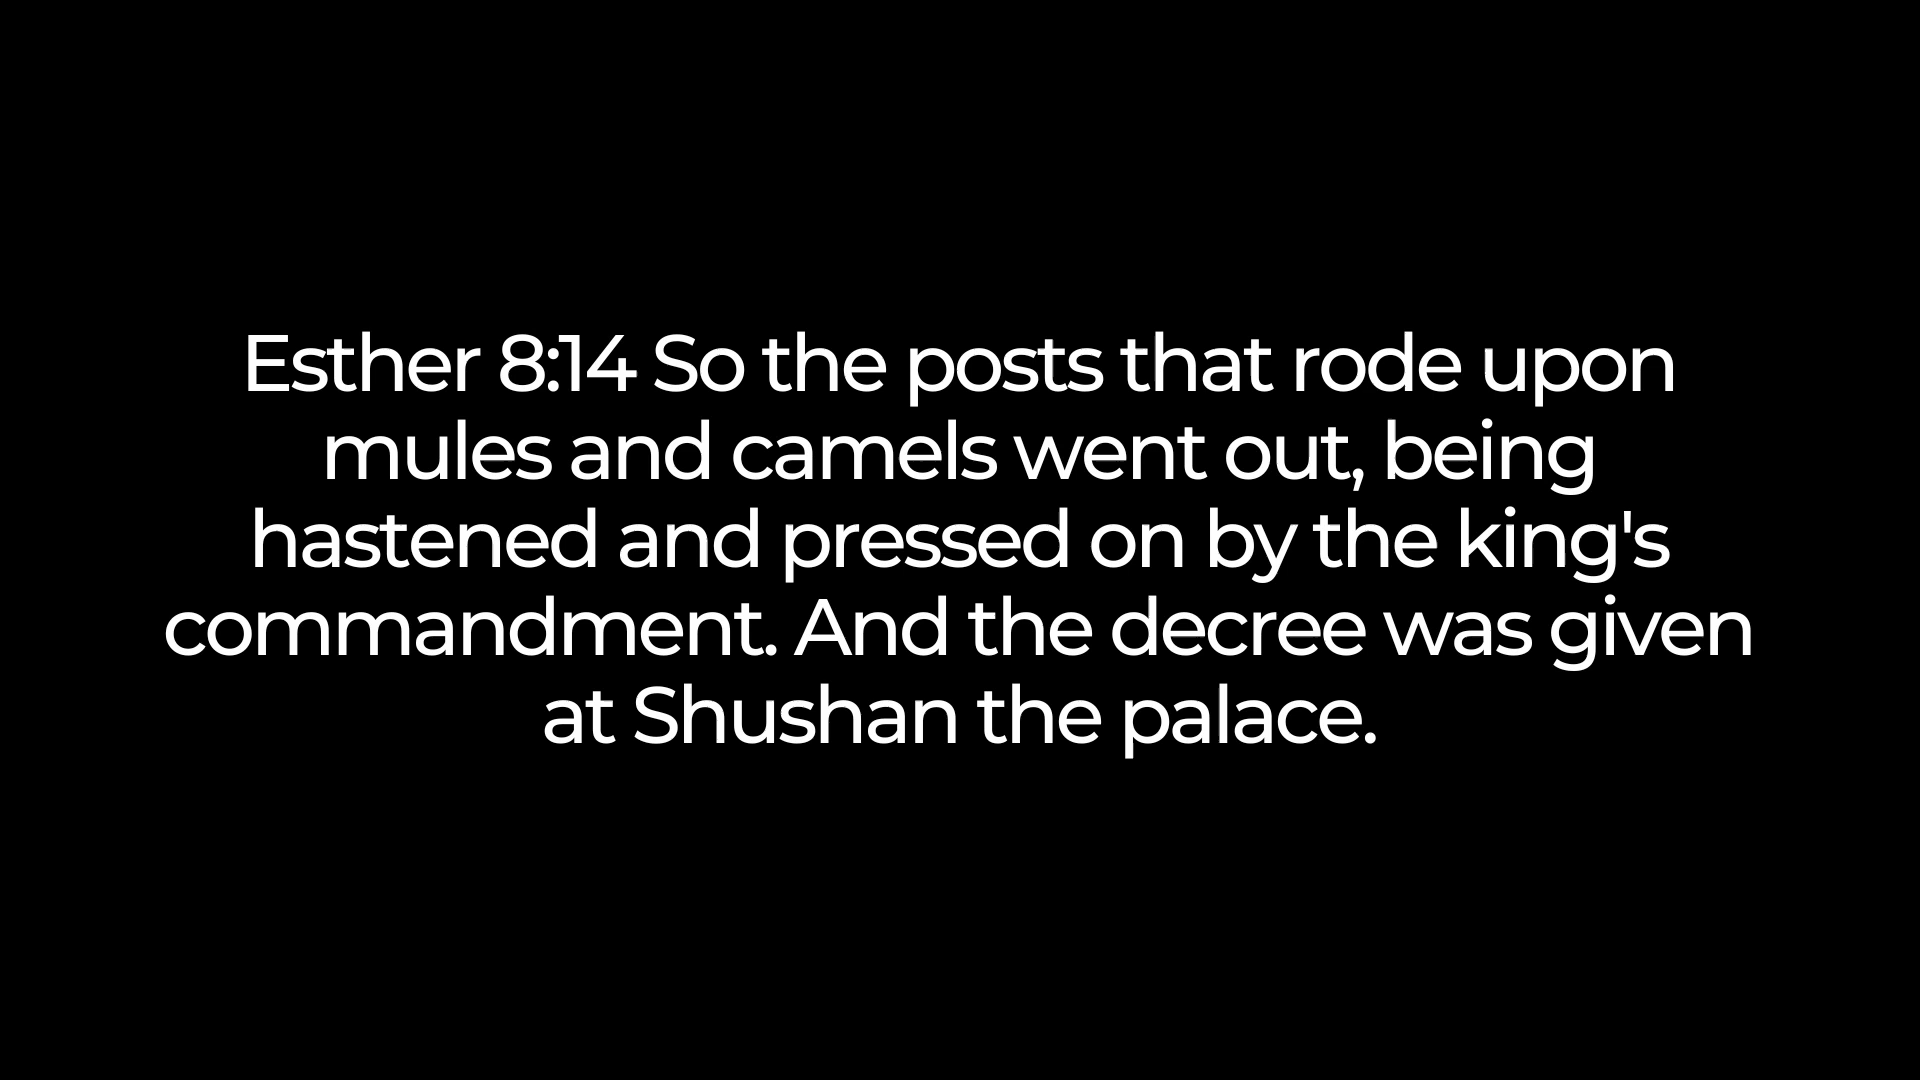 Esther 8:14 So the posts that rode upon
mules and camels went out, being
hastened and pressed on by the king's
commandment. And the decree was given
at Shushan the palace.